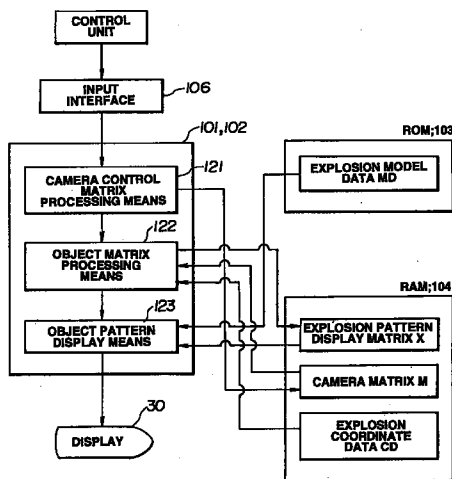 CONTROL
UNIT
INPUT
INTERFACE
106
101,102
ROM;103
CAMERA CONTROL
MATRIX
PROCESSING MEANS
121
EXPLOSION MODEL
DATA MD
122
OBJECT MATRIX
PROCESSING
MEANS
123
RAM;104
OBJECT PATTERN
DISPLAY MEANS
EXPLOSION PATTERN
DISPLAY MATRIX X
CAMERA MATRIX M
30
DISPLAY
EXPLOSION
COORDINATE
DATA CD